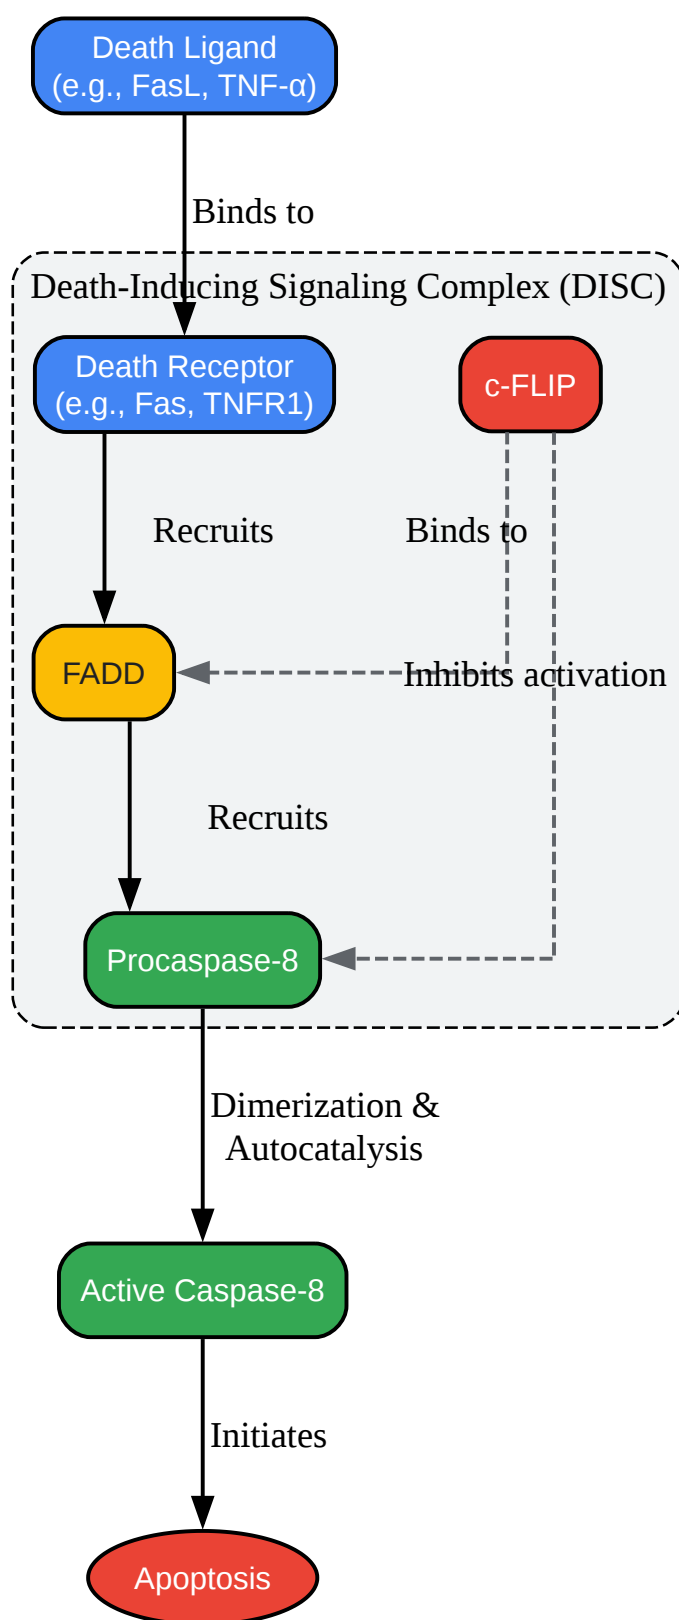 Death Ligand
(e.g., FasL, TNF-α)
Binds to
Death-Inducing Signaling Complex (DISC)
Death Receptor
(e.g., Fas, TNFR1)
c-FLIP
Recruits
Binds to
FADD
Inhibits activation
Recruits
Procaspase-8
Dimerization &
Autocatalysis
Active Caspase-8
Initiates
Apoptosis